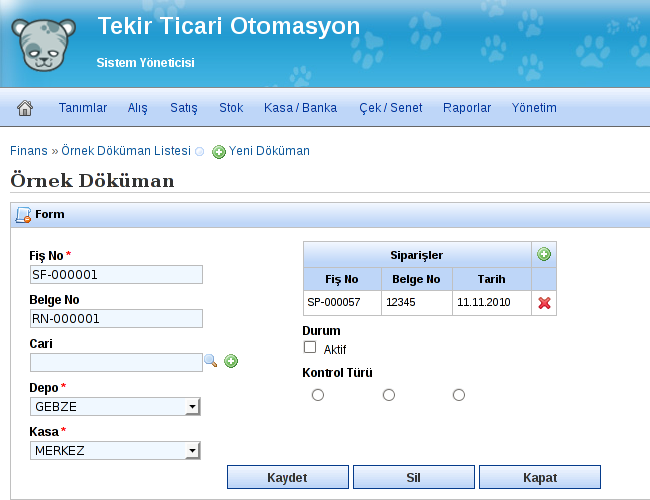 Tekir Ticari Otomasyon
Sistem Yöneticisi
Tanımlar Alış Satış Stok Kasa / Banka Çek / Senet Raporlar Yönetim
Finans » Örnek Döküman Listesi Yeni Döküman
Örnek Döküman
Form
Fiş No *
SF-000001
Belge No
RN-000001
Cari
Depo *
GEBZE
Kasa *
MERKEZ
Siparişler
Fiş No Belge No Tarih
SP-000057 12345 11.11.2010
Durum
Aktif
Kontrol Türü
Kaydet Sil Kapat